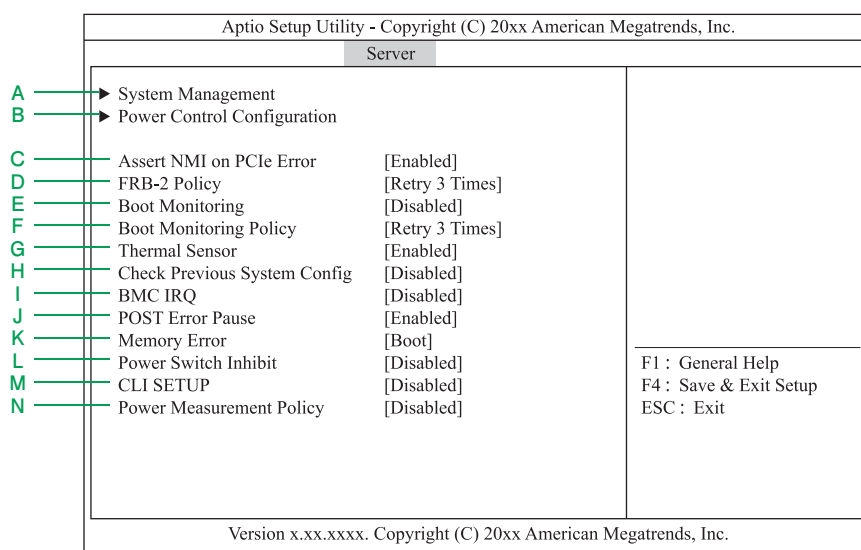 Aptio Setup Utility - Copyright (C) 20xx American Megatrends, Inc.
Server
A ▶ System Management
B ▶ Power Control Configuration
C Assert NMI on PCIe Error [Enabled]
D FRB-2 Policy [Retry 3 Times]
E Boot Monitoring [Disabled]
F Boot Monitoring Policy [Retry 3 Times]
G Thermal Sensor [Enabled]
H Check Previous System Config [Disabled]
I BMC IRQ [Disabled]
J POST Error Pause [Enabled]
K Memory Error [Boot]
L Power Switch Inhibit [Disabled]
M CLI SETUP [Disabled]
N Power Measurement Policy [Disabled]
F1 : General Help
F4 : Save & Exit Setup
ESC : Exit
Version x.xx.xxxx. Copyright (C) 20xx American Megatrends, Inc.